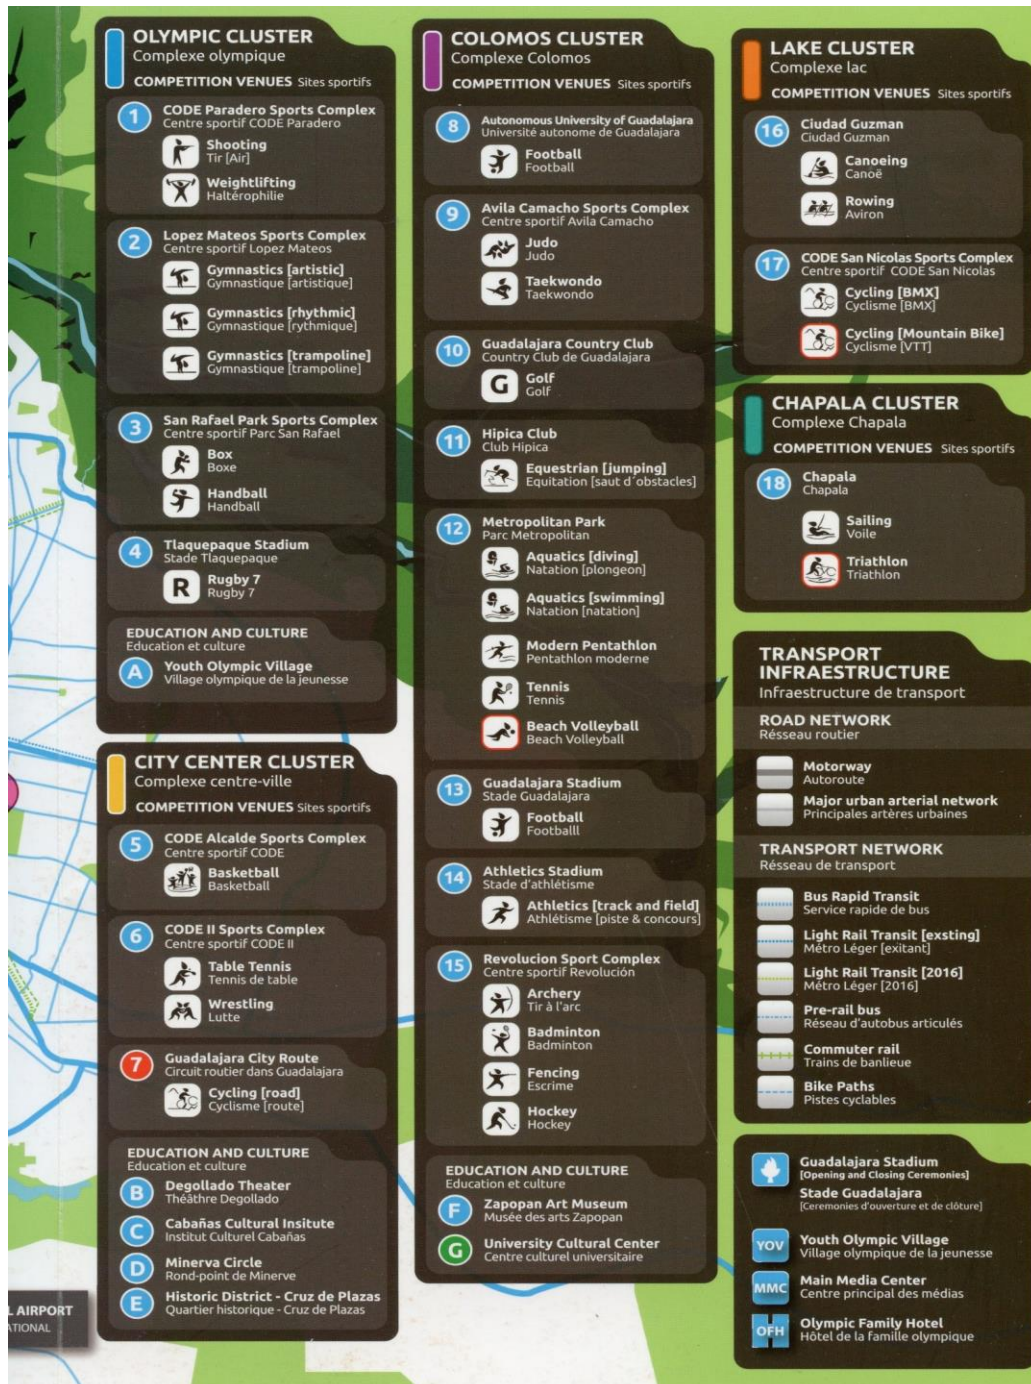 OLYMPIC CLUSTER
Complexe olympique
COMPETITION VENUES Sites sportifs
1
CODE Paradero Sports Complex
Centre sportif CODE Paradero
Shooting
Tir [Air]
Weightlifting
Haltérophilie
2
Lopez Mateos Sports Complex
Centre sportif Lopez Mateos
Gymnastics [artistic]
Gymnastique [artistique]
Gymnastics [rhythmic]
Gymnastique [rythmique]
Gymnastics [trampoline]
Gymnastique [trampoline]
3
San Rafael Park Sports Complex
Centre sportif Parc San Rafael
Box
Boxe
Handball
Handball
4
Tlaquepaque Stadium
Stade Tlaquepaque
R
Rugby 7
Rugby 7
EDUCATION AND CULTURE
Education et culture
A
Youth Olympic Village
Village olympique de la jeunesse
CITY CENTER CLUSTER
Complexe centre-ville
COMPETITION VENUES Sites sportifs
5
CODE Alcalde Sports Complex
Centre sportif CODE
Basketball
Basketball
6
CODE II Sports Complex
Centre sportif CODE II
Table Tennis
Tennis de table
Wrestling
Lutte
7
Guadalajara City Route
Circuit routier dans Guadalajara
Cycling [road]
Cyclisme [route]
EDUCATION AND CULTURE
Education et culture
B
Degollado Theater
Théâthre Degollado
C
Cabañas Cultural Insitute
Institut Culturel Cabañas
D
Minerva Circle
Rond-point de Minerve
E
Historic District - Cruz de Plazas
Quartier historique - Cruz de Plazas
L AIRPORT
ATIONAL
COLOMOS CLUSTER
Complexe Colomos
COMPETITION VENUES Sites sportifs
8
Autonomous University of Guadalajara
Université autonome de Guadalajara
Football
Football
9
Avila Camacho Sports Complex
Centre sportif Avila Camacho
Judo
Judo
Taekwondo
Taekwondo
10
Guadalajara Country Club
Country Club de Guadalajara
G
Golf
Golf
11
Hipica Club
Club Hipica
Equestrian [jumping]
Equitation [saut d´obstacles]
12
Metropolitan Park
Parc Metropolitan
Aquatics [diving]
Natation [plongeon]
Aquatics [swimming]
Natation [natation]
Modern Pentathlon
Pentathlon moderne
Tennis
Tennis
Beach Volleyball
Beach Volleyball
13
Guadalajara Stadium
Stade Guadalajara
Football
Footballl
14
Athletics Stadium
Stade d'athlétisme
Athletics [track and field]
Athlétisme [piste & concours]
15
Revolucion Sport Complex
Centre sportif Revolución
Archery
Tir à l'arc
Badminton
Badminton
Fencing
Escrime
Hockey
Hockey
EDUCATION AND CULTURE
Education et culture
F
Zapopan Art Museum
Musée des arts Zapopan
G
University Cultural Center
Centre culturel universitaire
LAKE CLUSTER
Complexe lac
COMPETITION VENUES Sites sportifs
16
Ciudad Guzman
Ciudad Guzman
Canoeing
Canoë
Rowing
Aviron
17
CODE San Nicolas Sports Complex
Centre sportif CODE San Nicolas
Cycling [BMX]
Cyclisme [BMX]
Cycling [Mountain Bike]
Cyclisme [VTT]
CHAPALA CLUSTER
Complexe Chapala
COMPETITION VENUES Sites sportifs
18
Chapala
Chapala
Sailing
Voile
Triathlon
Triathlon
TRANSPORT
INFRAESTRUCTURE
Infraestructure de transport
ROAD NETWORK
Résseau routier
Motorway
Autoroute
Major urban arterial network
Principales artères urbaines
TRANSPORT NETWORK
Résseau de transport
Bus Rapid Transit
Service rapide de bus
Light Rail Transit [exsting]
Métro Léger [exitant]
Light Rail Transit [2016]
Métro Léger [2016]
Pre-rail bus
Réseau d'autobus articulés
Commuter rail
Trains de banlieue
Bike Paths
Pistes cyclables
Guadalajara Stadium
[Opening and Closing Ceremonies]
Stade Guadalajara
[Ceremonies d'ouverture et de clôture]
YOV
Youth Olympic Village
Village olympique de la jeunesse
MMC
Main Media Center
Centre principal des médias
OFH
Olympic Family Hotel
Hôtel de la famille olympique